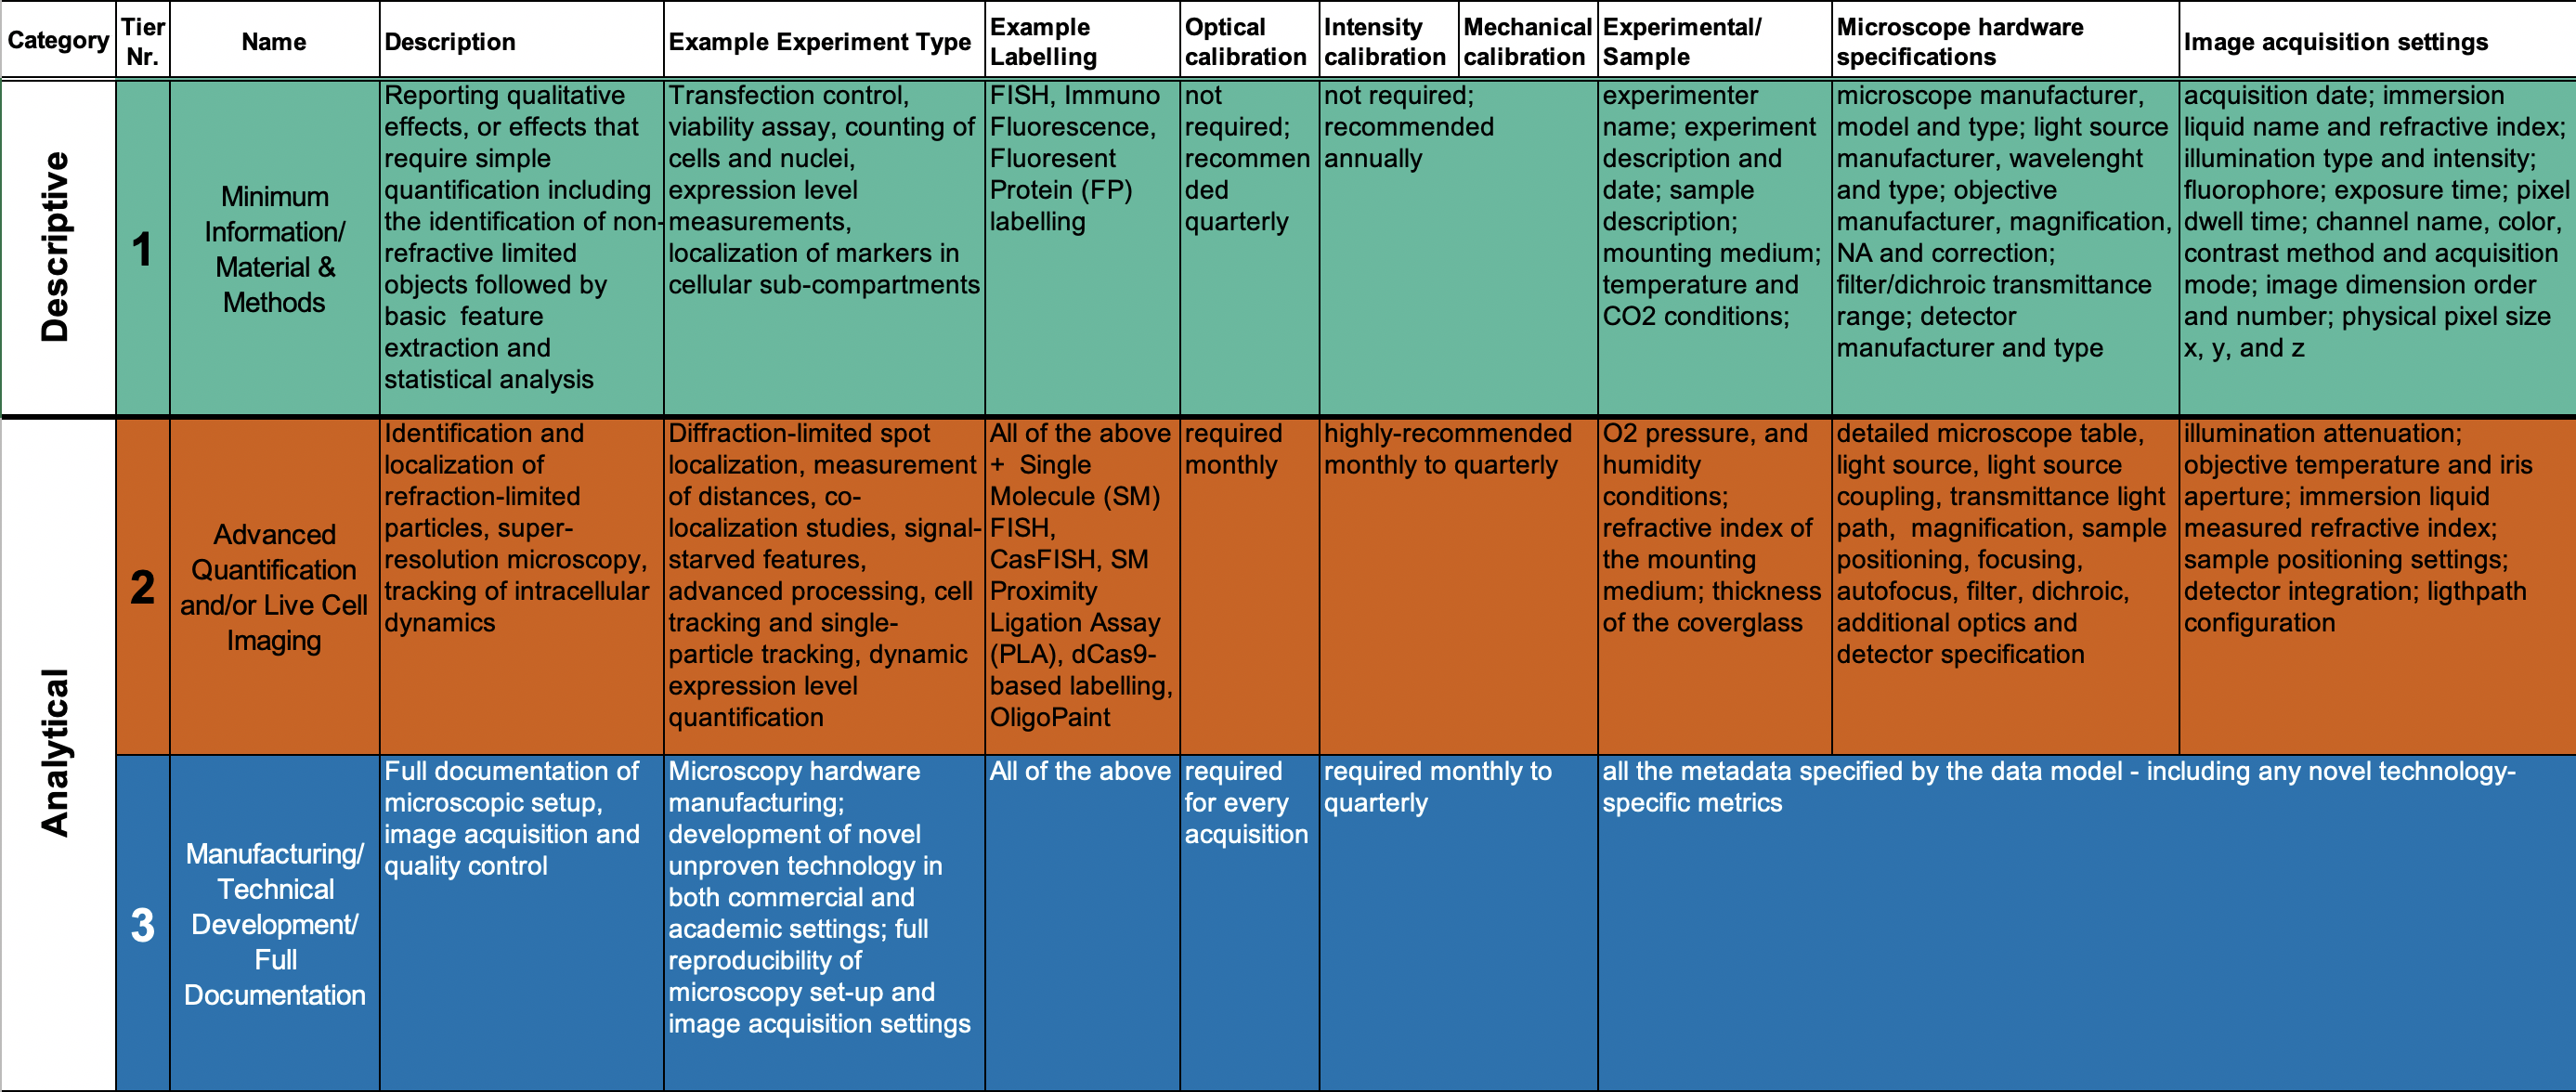 Category
Tier
Nr.
Name
Description
Example Experiment Type
Example
Labelling
Optical
calibration
Intensity
calibration
Mechanical
calibration
Experimental/
Sample
Microscope hardware
specifications
Image acquisition settings
Descriptive
1
Minimum
Information/
Material &
Methods
Reporting qualitative
effects, or effects that
require simple
quantification including
the identification of non-
refractive limited
objects followed by
basic  feature
extraction and
statistical analysis
Transfection control,
viability assay, counting of
cells and nuclei,
expression level
measurements,
localization of markers in
cellular sub-compartments
FISH, Immuno
Fluorescence,
Fluoresent
Protein (FP)
labelling
not
required;
recommen
ded
quarterly
not required;
recommended
annually
experimenter
name; experiment
description and
date; sample
description;
mounting medium;
temperature and
CO2 conditions;
microscope manufacturer,
model and type; light source
manufacturer, wavelenght
and type; objective
manufacturer, magnification,
NA and correction;
filter/dichroic transmittance
range; detector
manufacturer and type
acquisition date; immersion
liquid name and refractive index;
illumination type and intensity;
fluorophore; exposure time; pixel
dwell time; channel name, color,
contrast method and acquisition
mode; image dimension order
and number; physical pixel size
x, y, and z
Analytical
2
Advanced
Quantification
and/or Live Cell
Imaging
Identification and
localization of
refraction-limited
particles, super-
resolution microscopy,
tracking of intracellular
dynamics
Diffraction-limited spot
localization, measurement
of distances, co-
localization studies, signal-
starved features,
advanced processing, cell
tracking and single-
particle tracking, dynamic
expression level
quantification
All of the above
+  Single
Molecule (SM)
FISH,
CasFISH, SM
Proximity
Ligation Assay
(PLA), dCas9-
based labelling,
OligoPaint
required
monthly
highly-recommended
monthly to quarterly
O2 pressure, and
humidity
conditions;
refractive index of
the mounting
medium; thickness
of the coverglass
detailed microscope table,
light source, light source
coupling, transmittance light
path,  magnification, sample
positioning, focusing,
autofocus, filter, dichroic,
additional optics and
detector specification
illumination attenuation;
objective temperature and iris
aperture; immersion liquid
measured refractive index;
sample positioning settings;
detector integration; ligthpath
configuration
3
Manufacturing/
Technical
Development/
Full
Documentation
Full documentation of
microscopic setup,
image acquisition and
quality control
Microscopy hardware
manufacturing;
development of novel
unproven technology in
both commercial and
academic settings; full
reproducibility of
microscopy set-up and
image acquisition settings
All of the above
required
for every
acquisition
required monthly to
quarterly
all the metadata specified by the data model - including any novel technology-
specific metrics